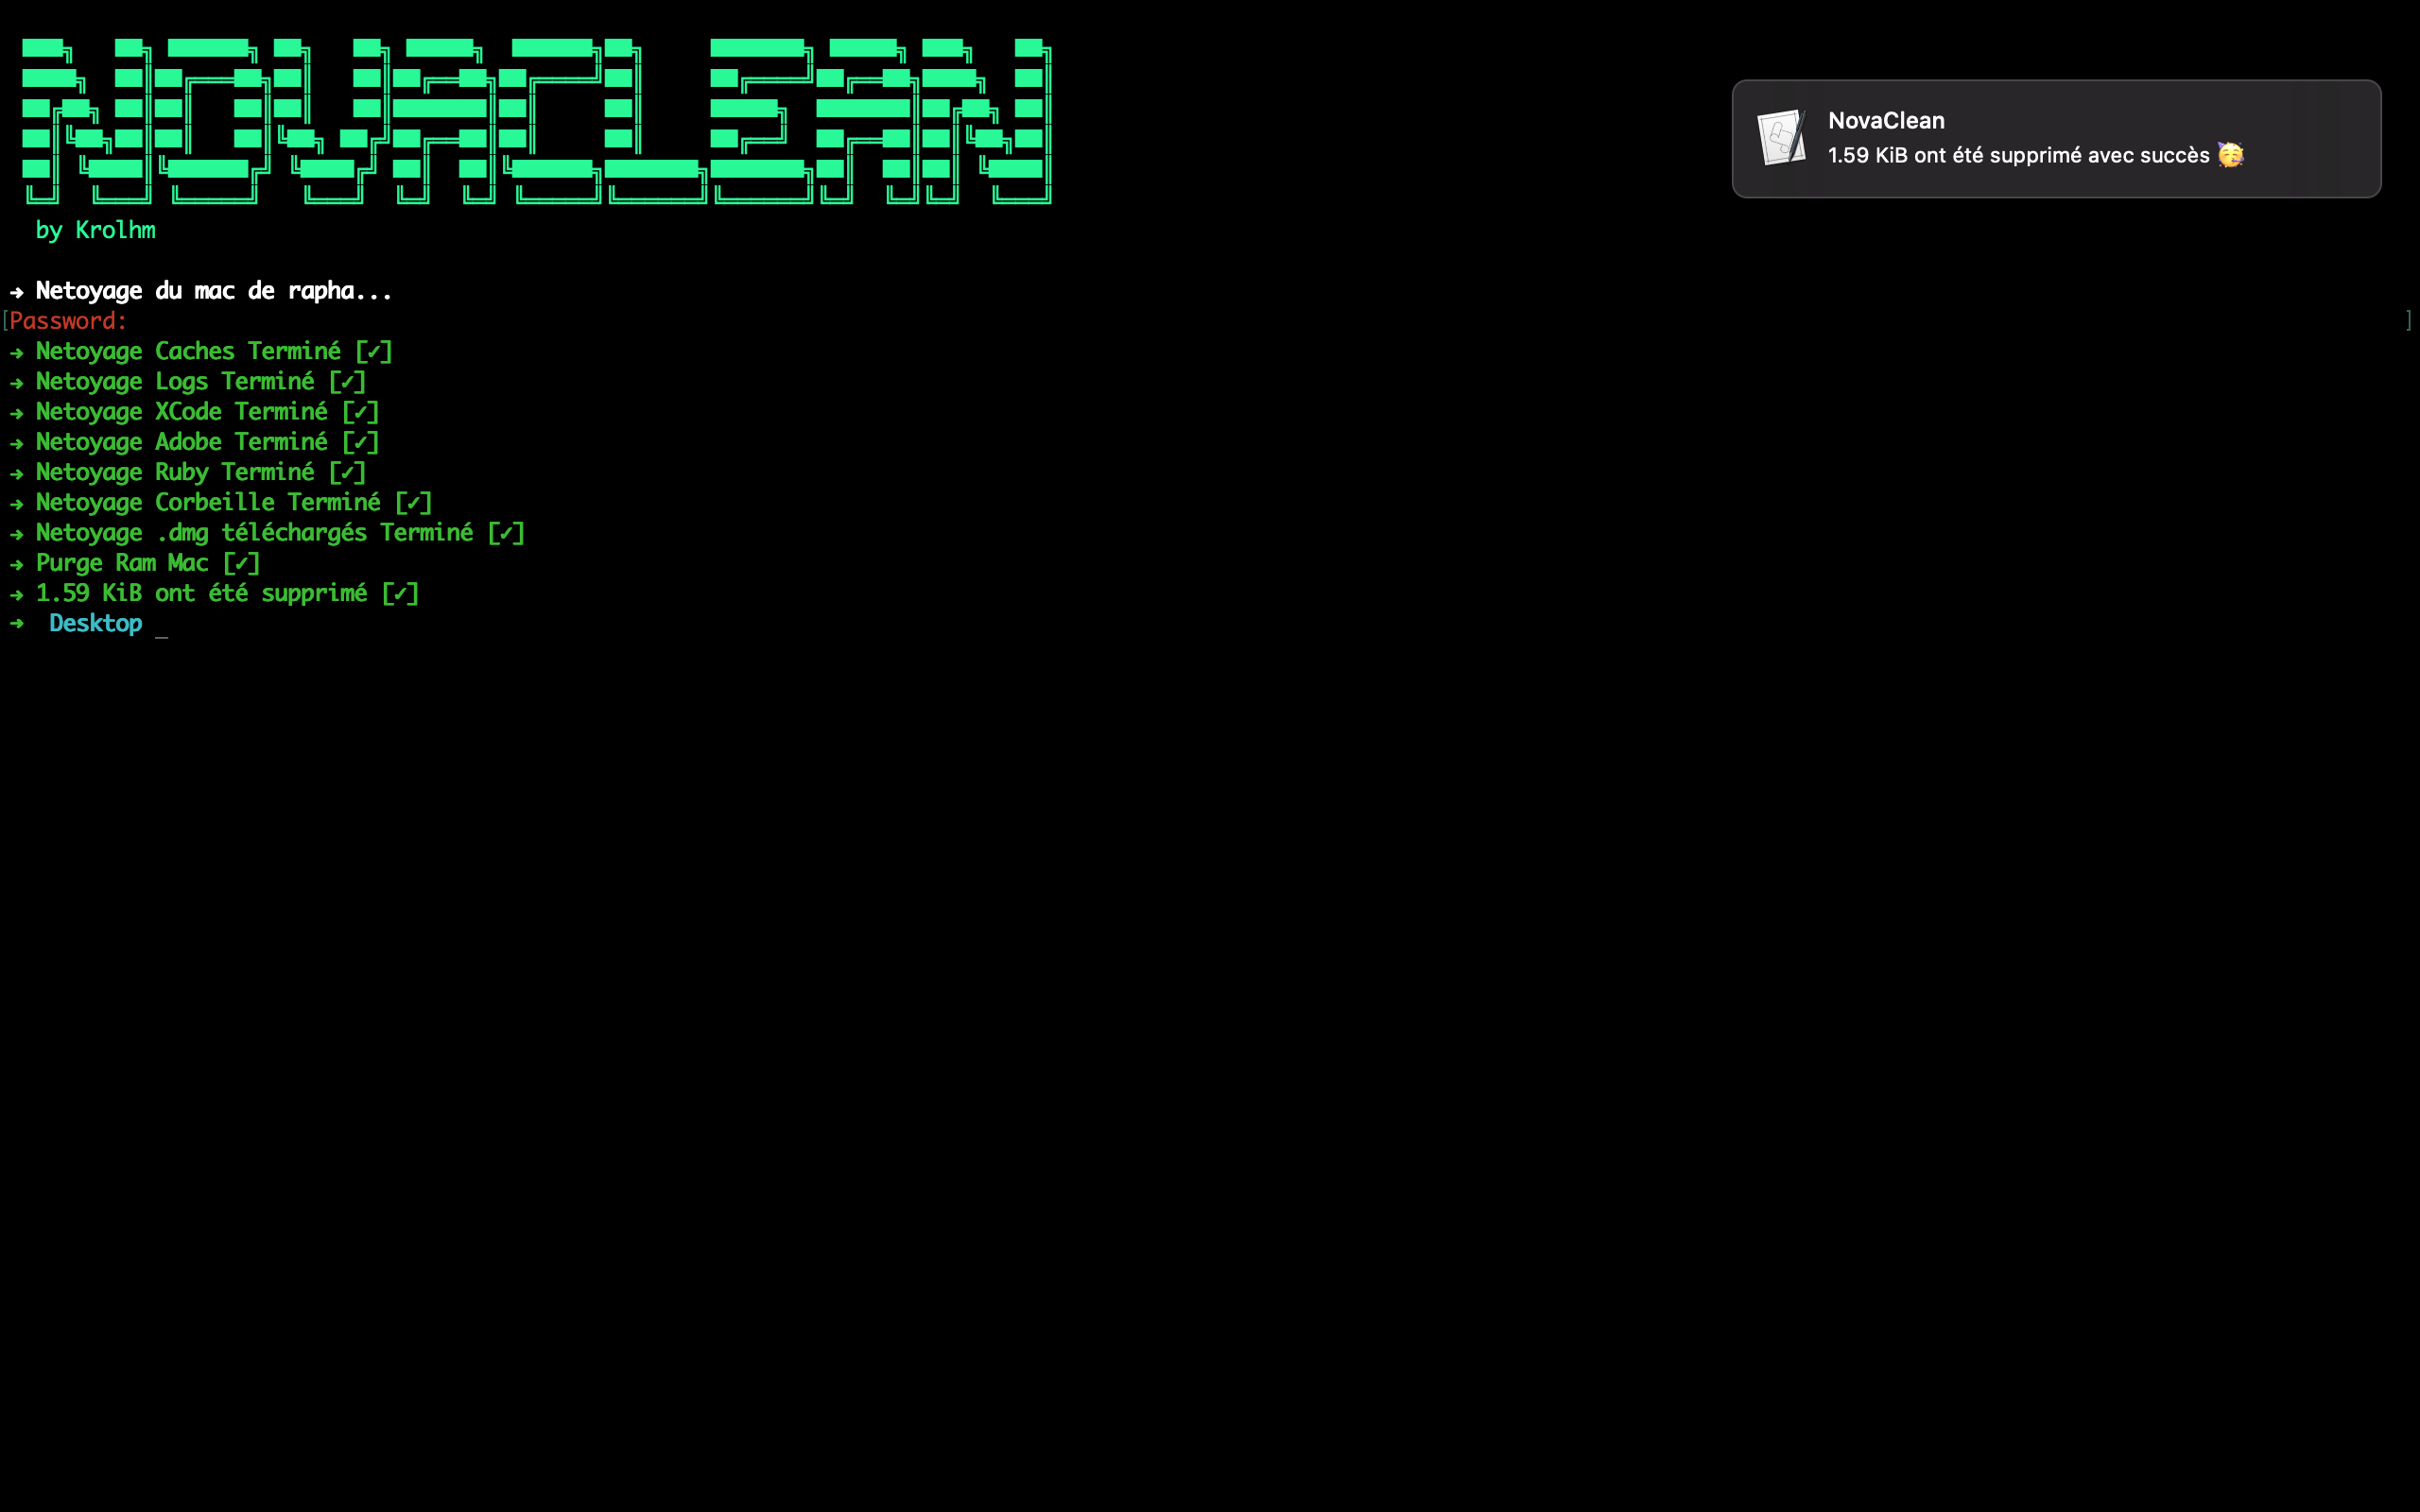 NOVACLEAN
by Krolhm
➜ Netoyage du mac de rapha...
[Password: ]
➜ Netoyage Caches Terminé [✓]
➜ Netoyage Logs Terminé [✓]
➜ Netoyage XCode Terminé [✓]
➜ Netoyage Adobe Terminé [✓]
➜ Netoyage Ruby Terminé [✓]
➜ Netoyage Corbeille Terminé [✓]
➜ Netoyage .dmg téléchargés Terminé [✓]
➜ Purge Ram Mac [✓]
➜ 1.59 KiB ont été supprimé [✓]
➜ Desktop _
NovaClean
1.59 KiB ont été supprimé avec succès 🥳